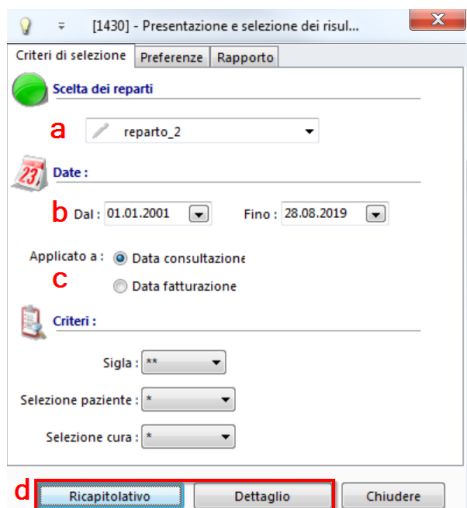 [1430] - Presentazione e selezione dei risul...
Criteri di selezione Preferenze Rapporto
Scelta dei reparti
a reparto_2
23 Date :
b Dal : 01.01.2001 Fino : 28.08.2019
Applicato a : Data consultazione
c Data fatturazione
Criteri :
Sigla : **
Selezione paziente : *
Selezione cura : *
d Ricapitolativo Dettaglio Chiudere